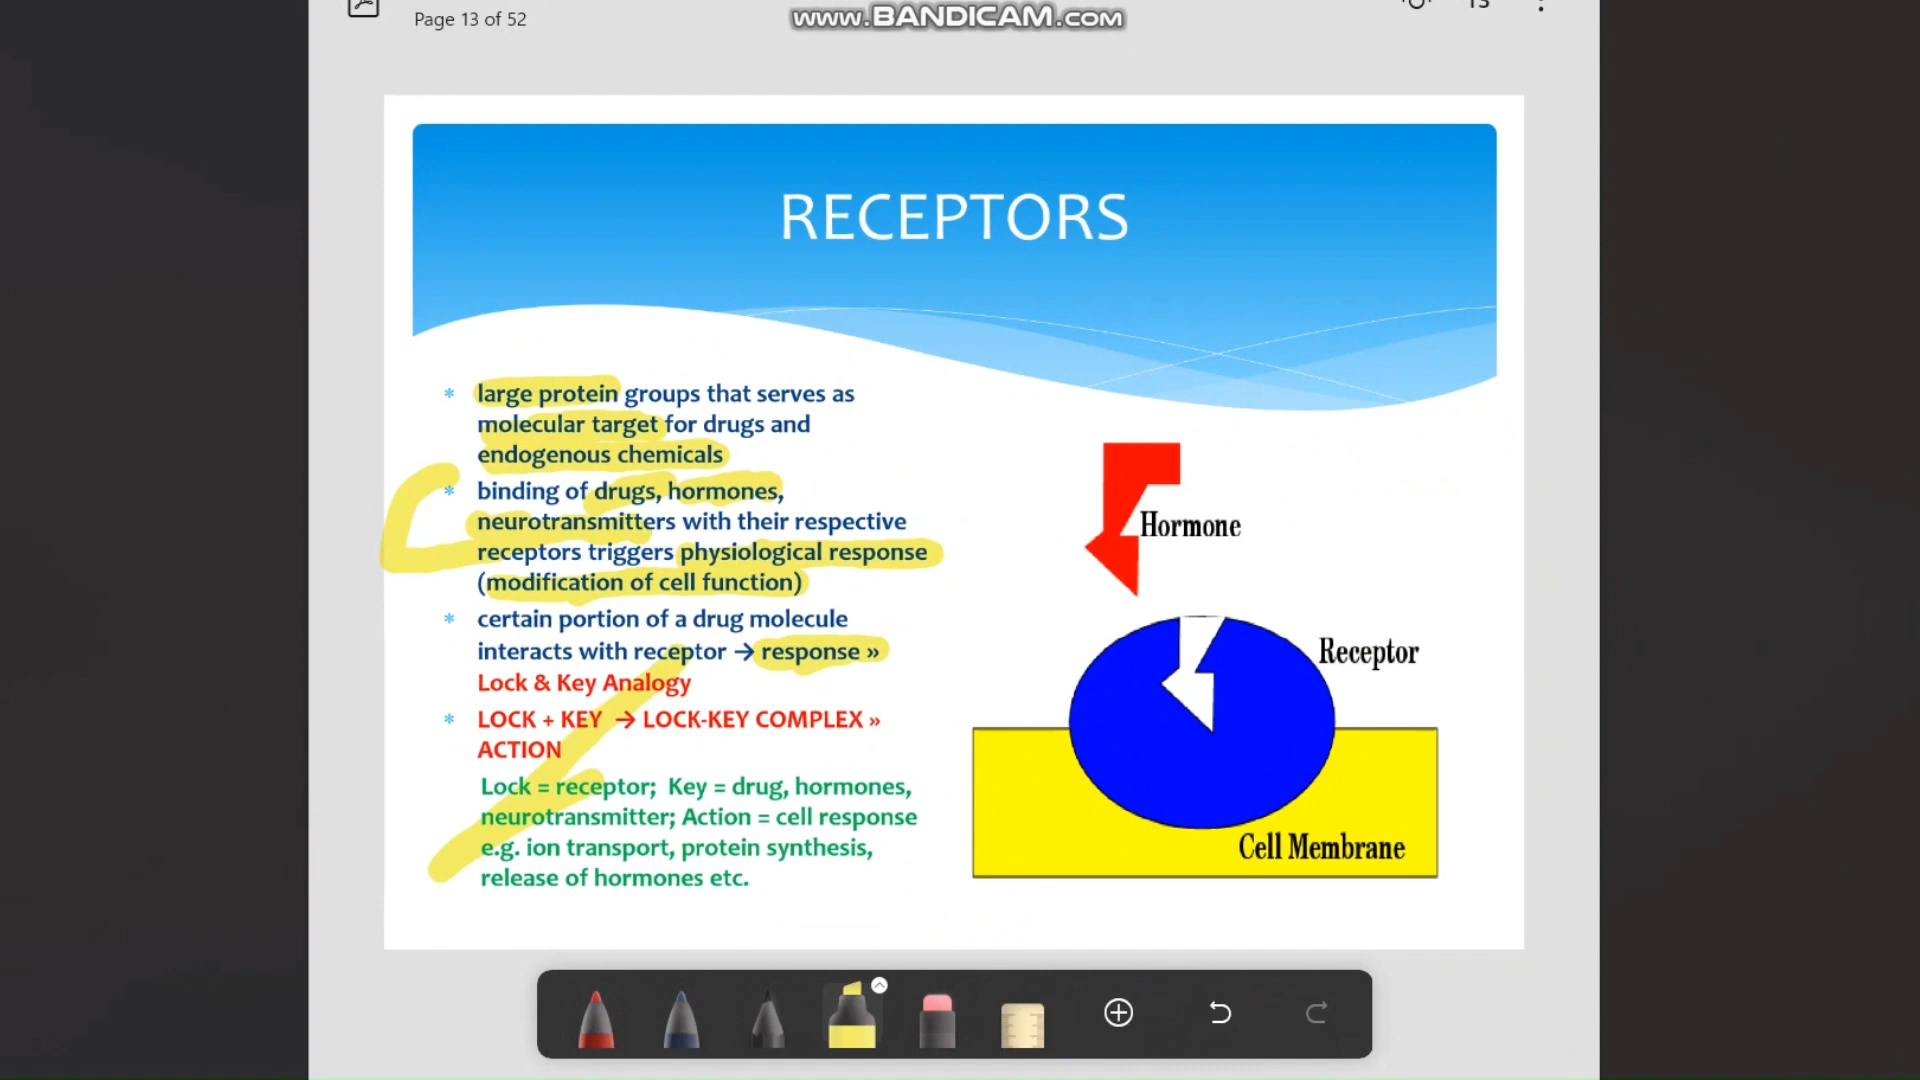 Page 13 of 52
www.BANDICAM.com
RECEPTORS
* large protein groups that serves as
molecular target for drugs and
endogenous chemicals
* binding of drugs, hormones,
neurotransmitters with their respective
receptors triggers physiological response
(modification of cell function)
* certain portion of a drug molecule
interacts with receptor → response »
Lock & Key Analogy
* LOCK + KEY → LOCK-KEY COMPLEX »
ACTION
Lock = receptor; Key = drug, hormones,
neurotransmitter; Action = cell response
e.g. ion transport, protein synthesis,
release of hormones etc.
Hormone
Receptor
Cell Membrane